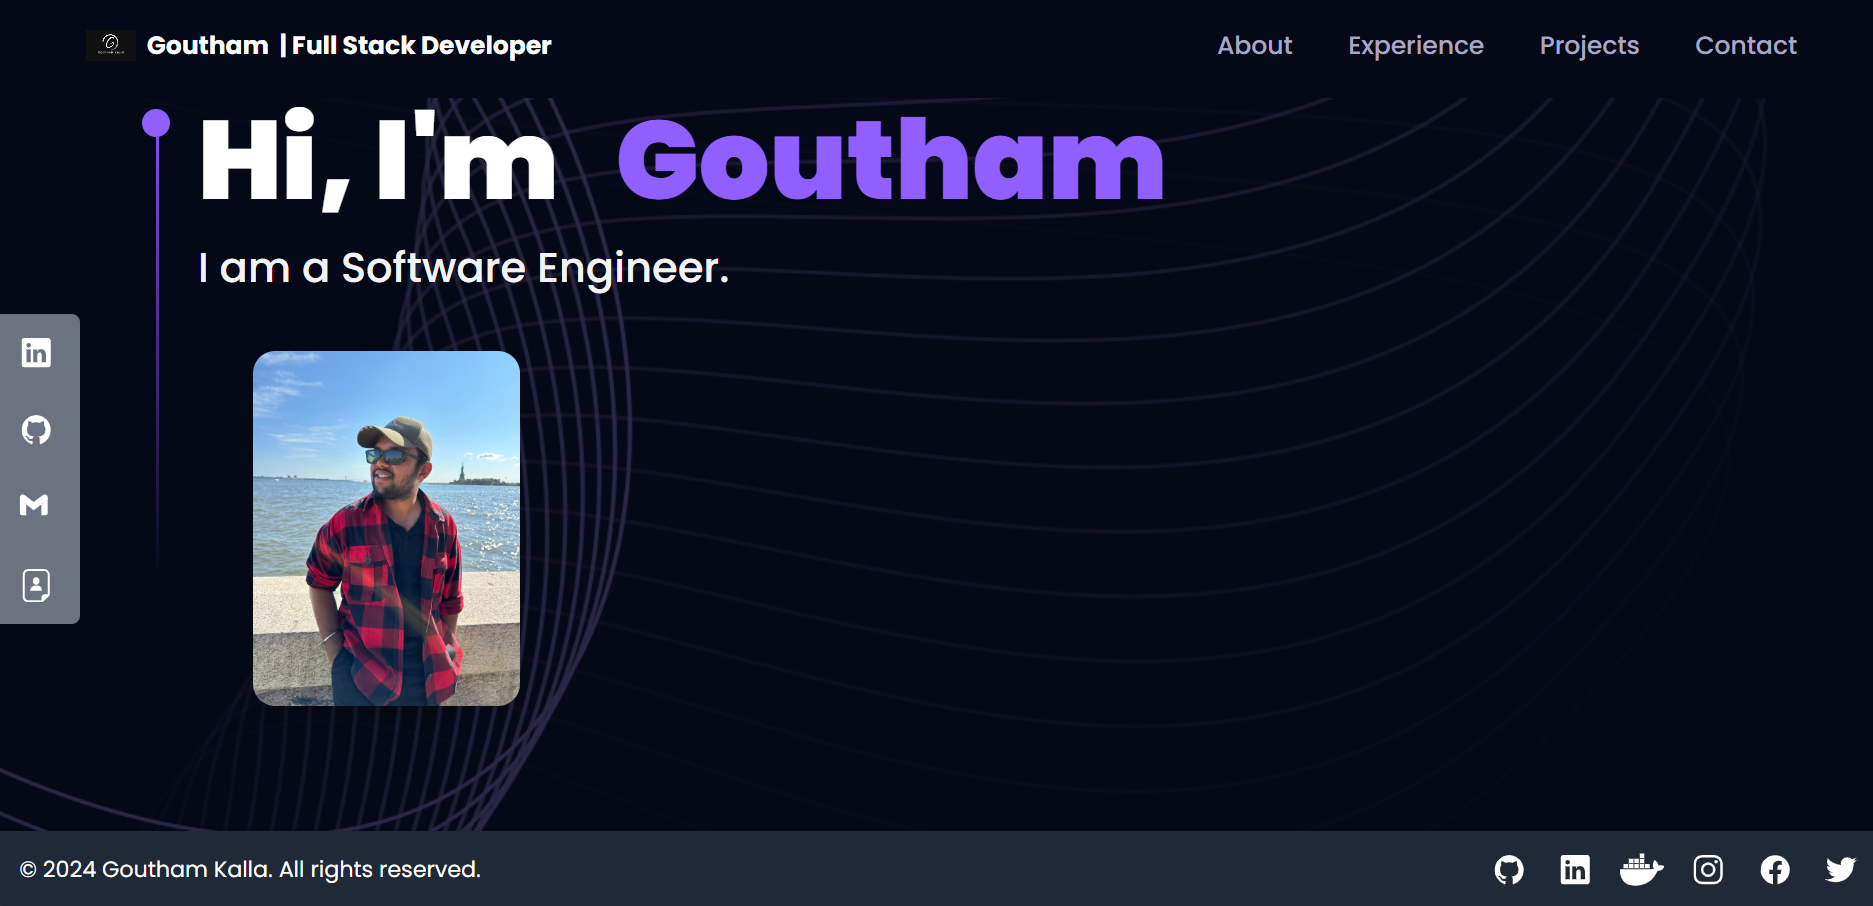 Goutham | Full Stack Developer
About Experience Projects Contact
Hi, I'm Goutham
I am a Software Engineer.
© 2024 Goutham Kalla. All rights reserved.